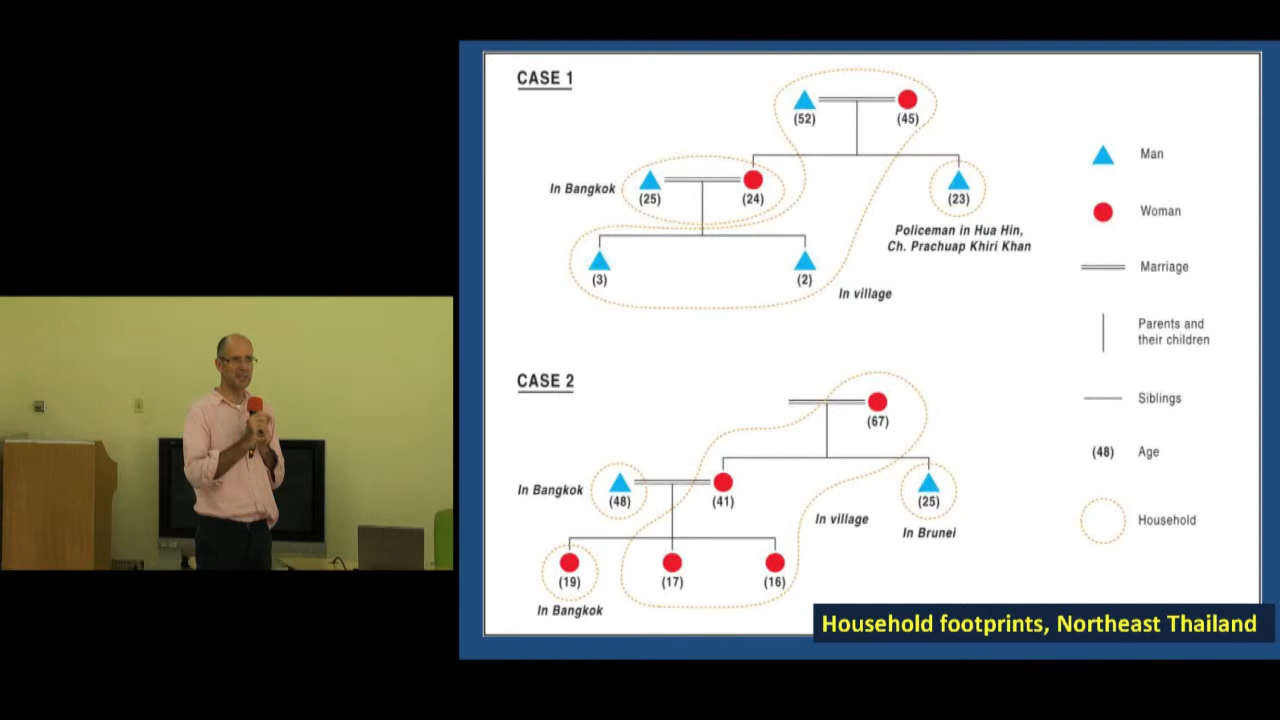 CASE 1
(52)
(45)
In Bangkok
(25)
(24)
(23)
Policeman in Hua Hin,
Ch. Prachuap Khiri Khan
(3)
(2)
In village
CASE 2
(67)
In Bangkok
(48)
(41)
In village
(25)
In Brunei
(19)
(17)
(16)
In Bangkok
Man
Woman
Marriage
Parents and
their children
Siblings
(48)
Age
Household
Household footprints, Northeast Thailand